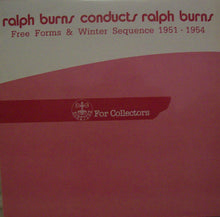 ralph burns conducts ralph burns
Free Forms & Winter Sequence 1951 - 1954
For Collectors